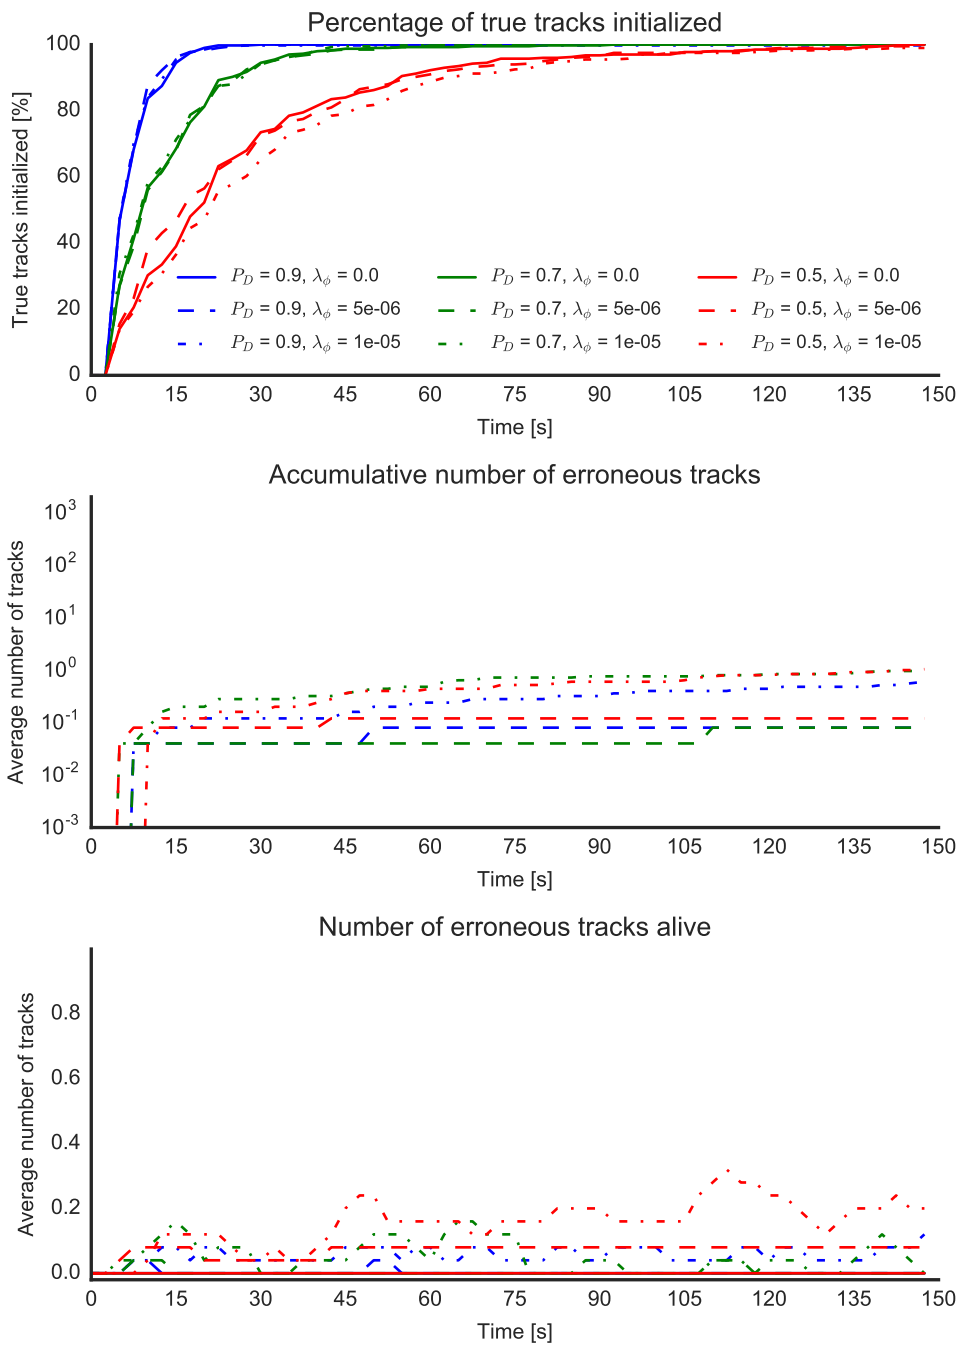 Percentage of true tracks initialized
True tracks initialized [%]
100
80
60
40
20
0
P_D = 0.9, λ_ϕ = 0.0 P_D = 0.7, λ_ϕ = 0.0 P_D = 0.5, λ_ϕ = 0.0
P_D = 0.9, λ_ϕ = 5e-06 P_D = 0.7, λ_ϕ = 5e-06 P_D = 0.5, λ_ϕ = 5e-06
P_D = 0.9, λ_ϕ = 1e-05 P_D = 0.7, λ_ϕ = 1e-05 P_D = 0.5, λ_ϕ = 1e-05
0 15 30 45 60 75 90 105 120 135 150
Time [s]
Accumulative number of erroneous tracks
Average number of tracks
10^3
10^2
10^1
10^0
10^-1
10^-2
10^-3
0 15 30 45 60 75 90 105 120 135 150
Time [s]
Number of erroneous tracks alive
Average number of tracks
0.8
0.6
0.4
0.2
0.0
0 15 30 45 60 75 90 105 120 135 150
Time [s]